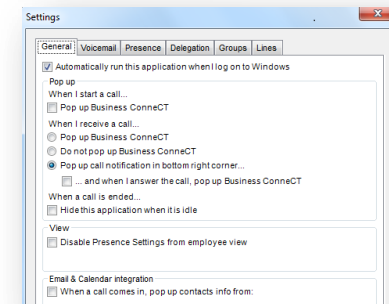 Settings
General Voicemail Presence Delegation Groups Lines
Automatically run this application when I log on to Windows
Pop up
When I start a call...
Pop up Business ConneCT
When I receive a call...
Pop up Business ConneCT
Do not pop up Business ConneCT
Pop up call notification in bottom right corner...
... and when I answer the call, pop up Business ConneCT
When a call is ended...
Hide this application when it is idle
View
Disable Presence Settings from employee view
Email & Calendar integration
When a call comes in, pop up contacts info from: